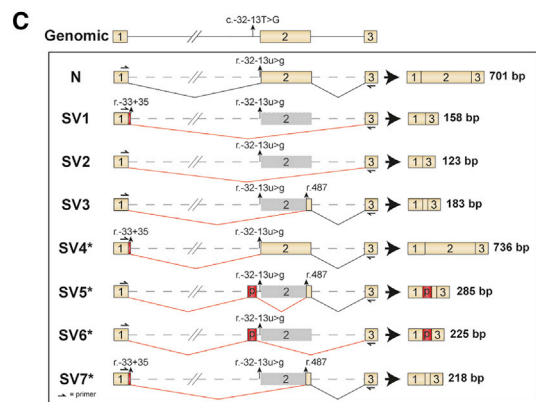 C
c.-32-13T>G
Genomic 1 2 3
r.-32-13u>g
N 1 2 3 1 2 3 701 bp
r.-33+35 r.-32-13u>g
SV1 1 2 3 1 3 158 bp
r.-32-13u>g
SV2 1 2 3 1 3 123 bp
r.-32-13u>g r.487
SV3 1 2 3 1 3 183 bp
r.-33+35 r.-32-13u>g
SV4* 1 2 3 1 2 3 736 bp
r.-32-13u>g r.487
SV5* 1 p 2 3 1 p 3 285 bp
r.-32-13u>g
SV6* 1 p 2 3 1 p 3 225 bp
r.-33+35 r.-32-13u>g r.487
SV7* 1 2 3 1 3 218 bp
= primer